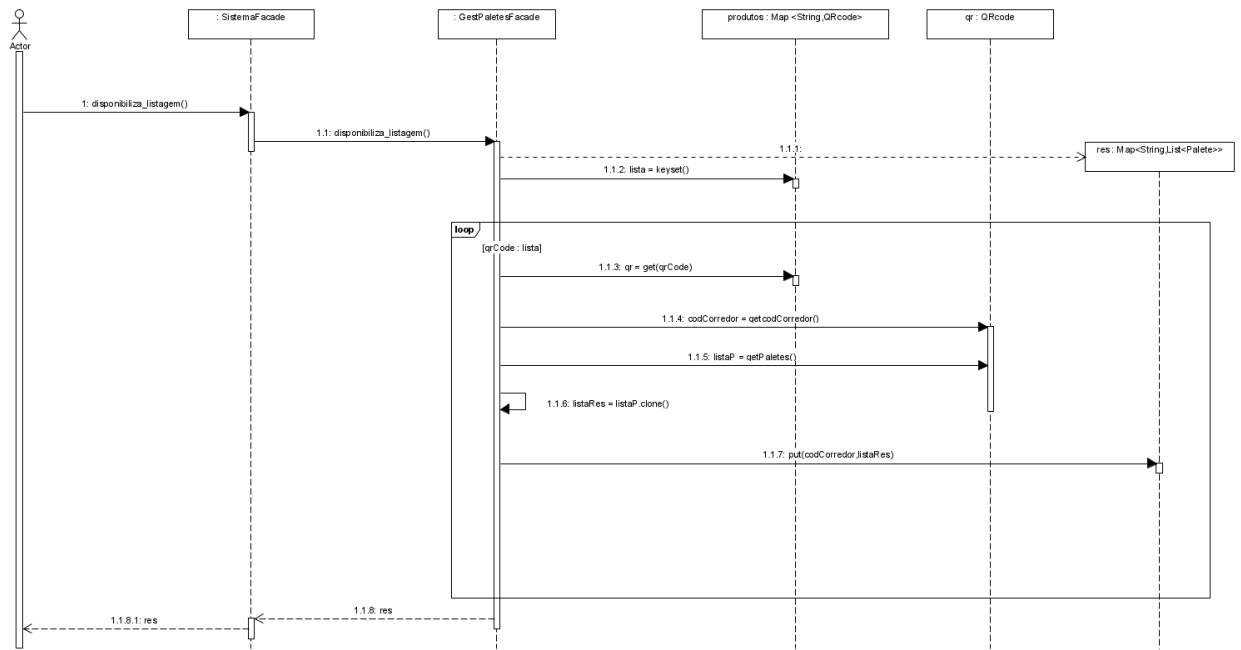 : SistemaFacade
: GestPaletesFacade
produtos : Map <String,QRcode>
qr : QRcode
Actor
1: disponibiliza_listagem()
1.1: disponibiliza_listagem()
1.1.1:
res : Map<String,List<Palete>>
1.1.2: lista = keyset()
loop
[qrCode : lista]
1.1.3: qr = get(qrCode)
1.1.4: codCorredor = getcodCorredor()
1.1.5: listaP = getPaletes()
1.1.6: listaRes = listaP.clone()
1.1.7: put(codCorredor,listaRes)
1.1.8: res
1.1.8.1: res